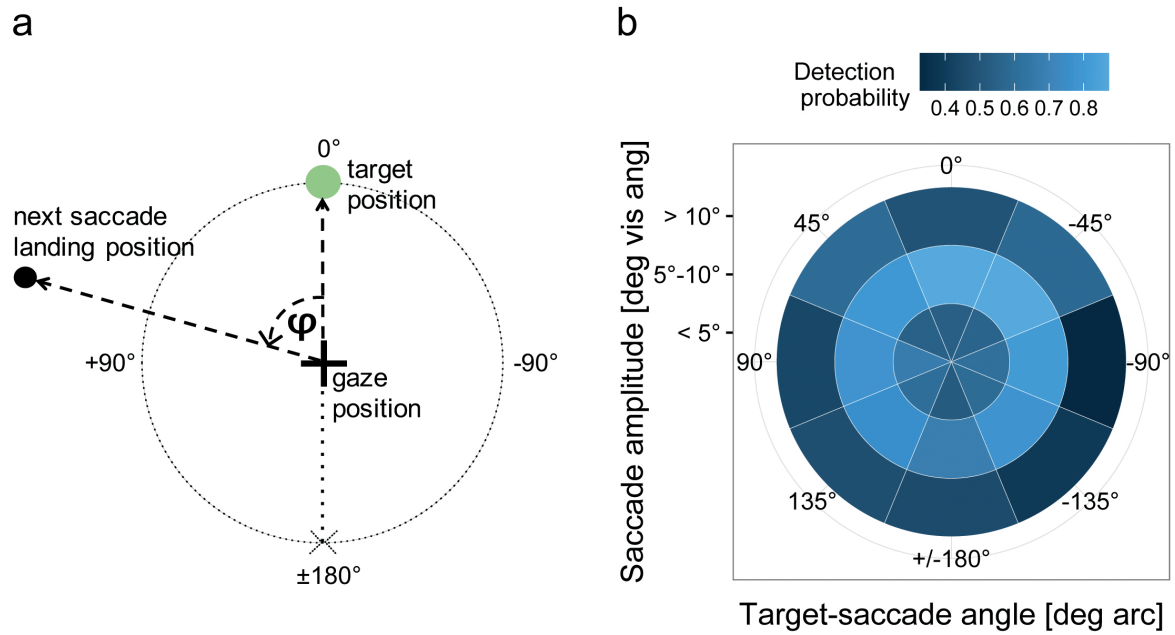 a
0°
target
position
next saccade
landing position
φ
+90°
-90°
gaze
position
±180°
b
Detection
probability
0.4 0.5 0.6 0.7 0.8
Saccade amplitude [deg vis ang]
> 10°
5°-10°
< 5°
0°
45°
-45°
90°
-90°
135°
-135°
+/-180°
Target-saccade angle [deg arc]